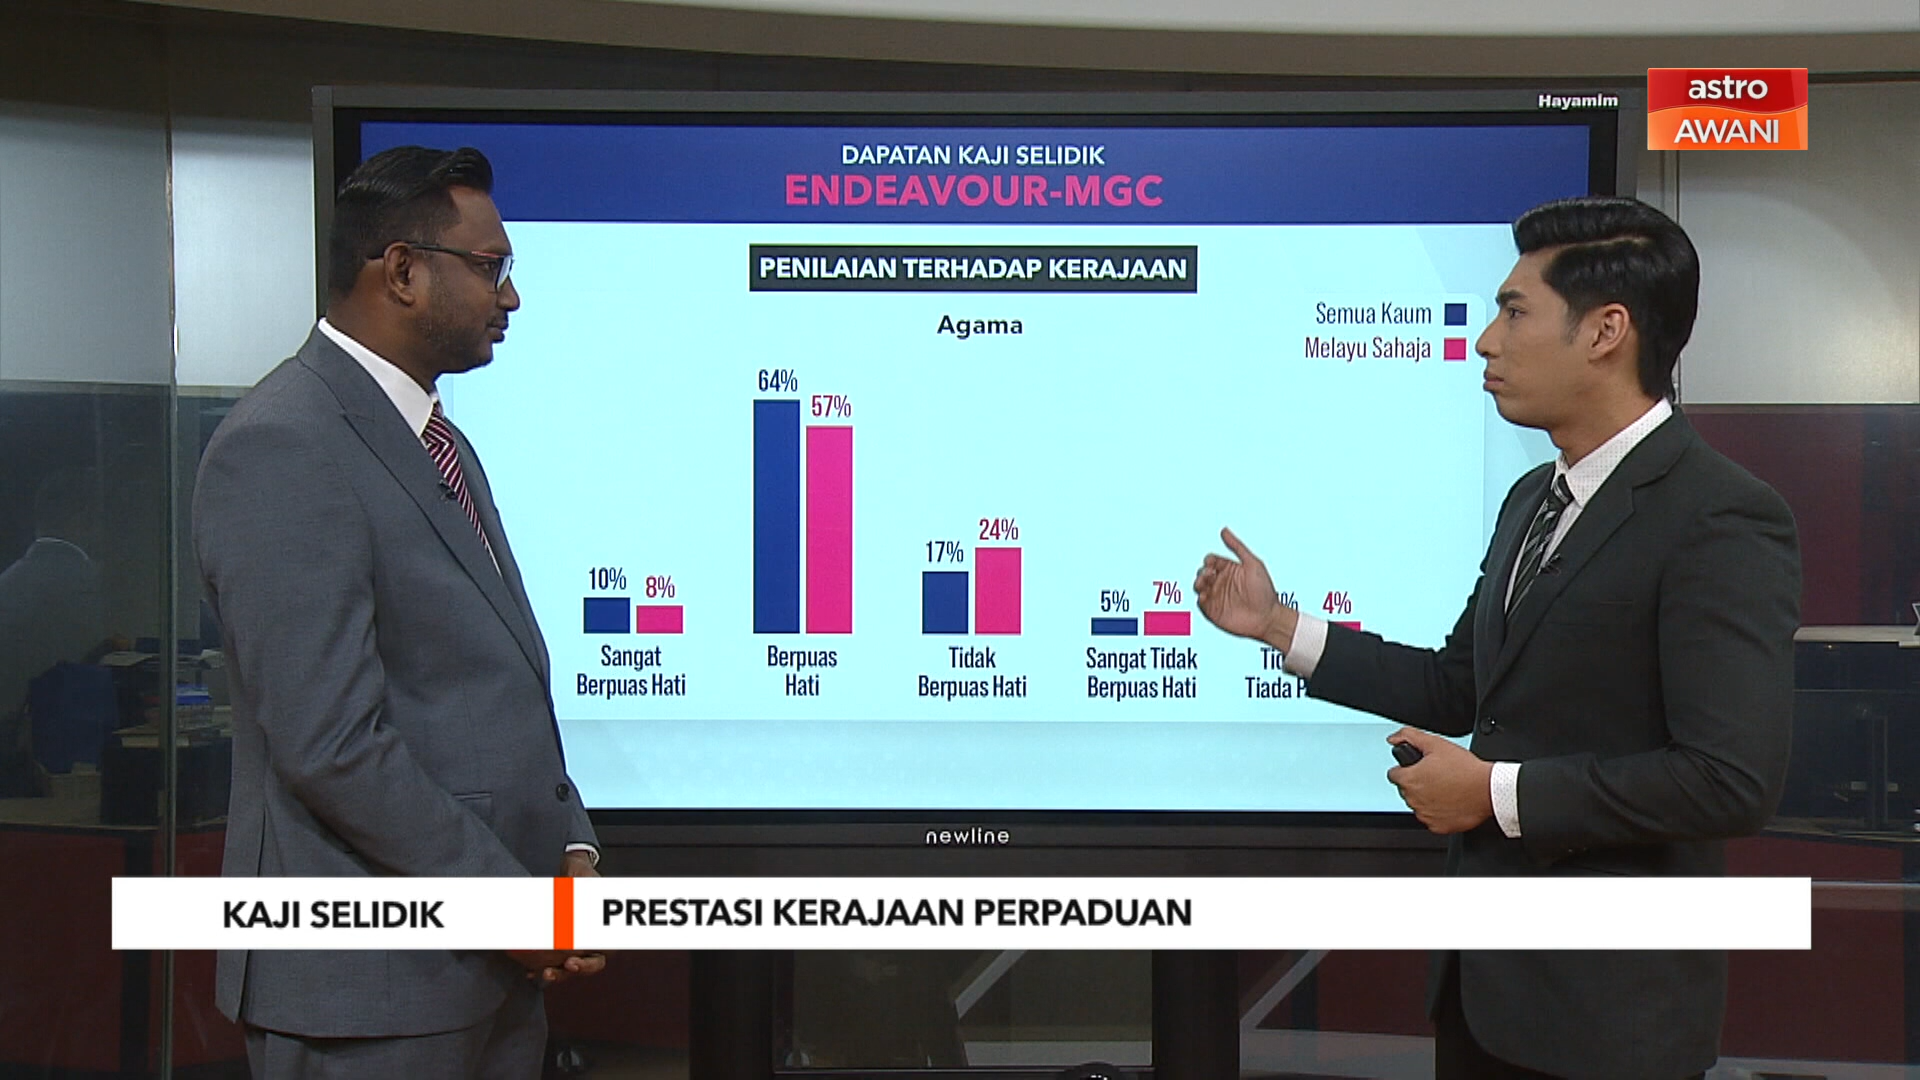 astro
AWANI
Hayamim
DAPATAN KAJI SELIDIK
ENDEAVOUR-MGC
PENILAIAN TERHADAP KERAJAAN
Agama
Semua Kaum
Melayu Sahaja
10% 8%
64% 57%
17% 24%
5% 7%
4%
Sangat
Berpuas Hati
Berpuas
Hati
Tidak
Berpuas Hati
Sangat Tidak
Berpuas Hati
Tiada
newline
KAJI SELIDIK
PRESTASI KERAJAAN PERPADUAN